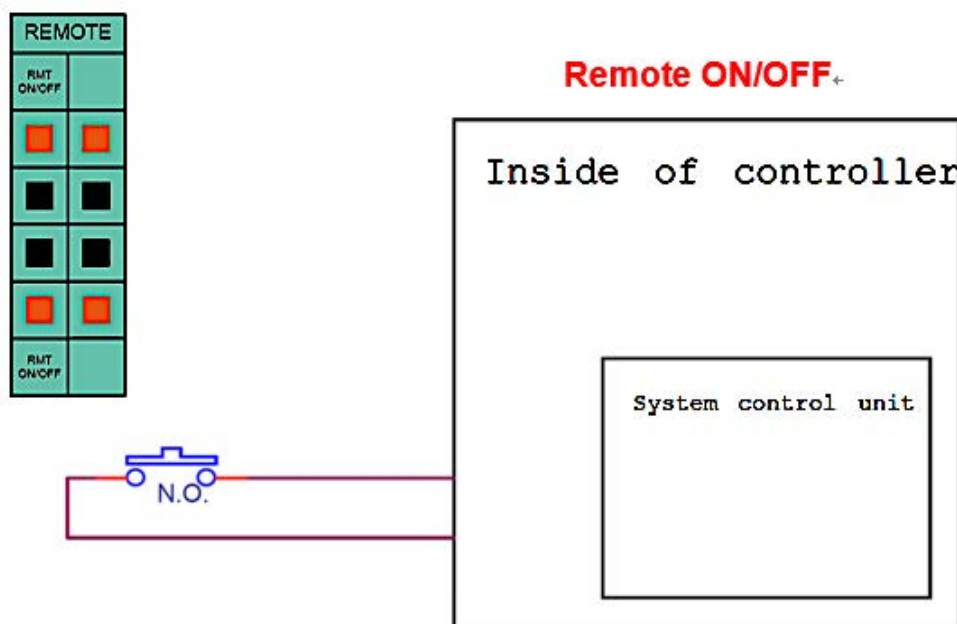 REMOTE
RMT
ON/OFF
Remote ON/OFF↵
Inside of controller
RMT
ON/OFF
System control unit
N.O.